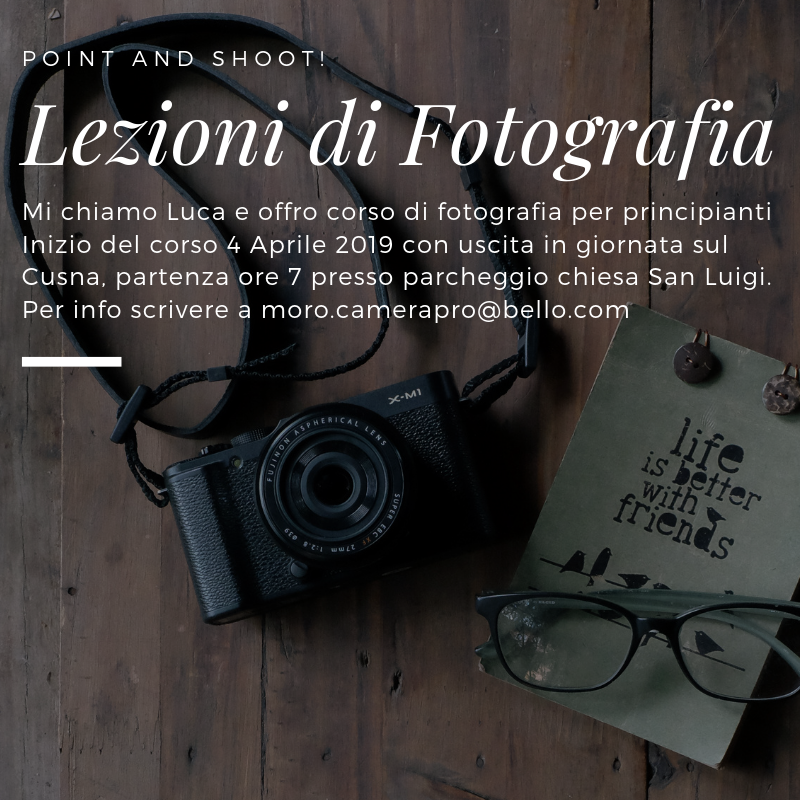 POINT AND SHOOT!
Lezioni di Fotografia
Mi chiamo Luca e offro corso di fotografia per principianti
Inizio del corso 4 Aprile 2019 con uscita in giornata sul
Cusna, partenza ore 7 presso parcheggio chiesa San Luigi.
Per info scrivere a moro.camerapro@bello.com
X-M1
FUJINON ASPHERICAL LENS
SUPER EBC XF 27mm 1:2.8 ø39
life
is better
with
friends